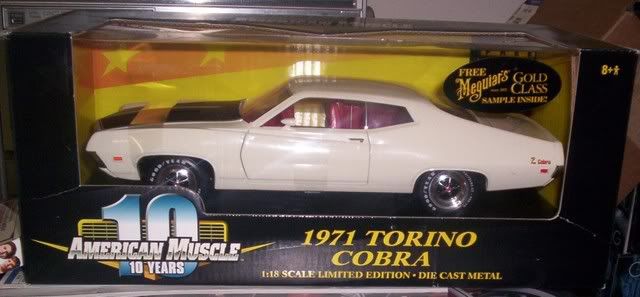 FREE
Meguiar's
GOLD
CLASS
SAMPLE INSIDE!
8+
GOODYEAR
Cobra
10
AMERICAN MUSCLE
10 YEARS
1971 TORINO
COBRA
1:18 SCALE LIMITED EDITION • DIE CAST METAL